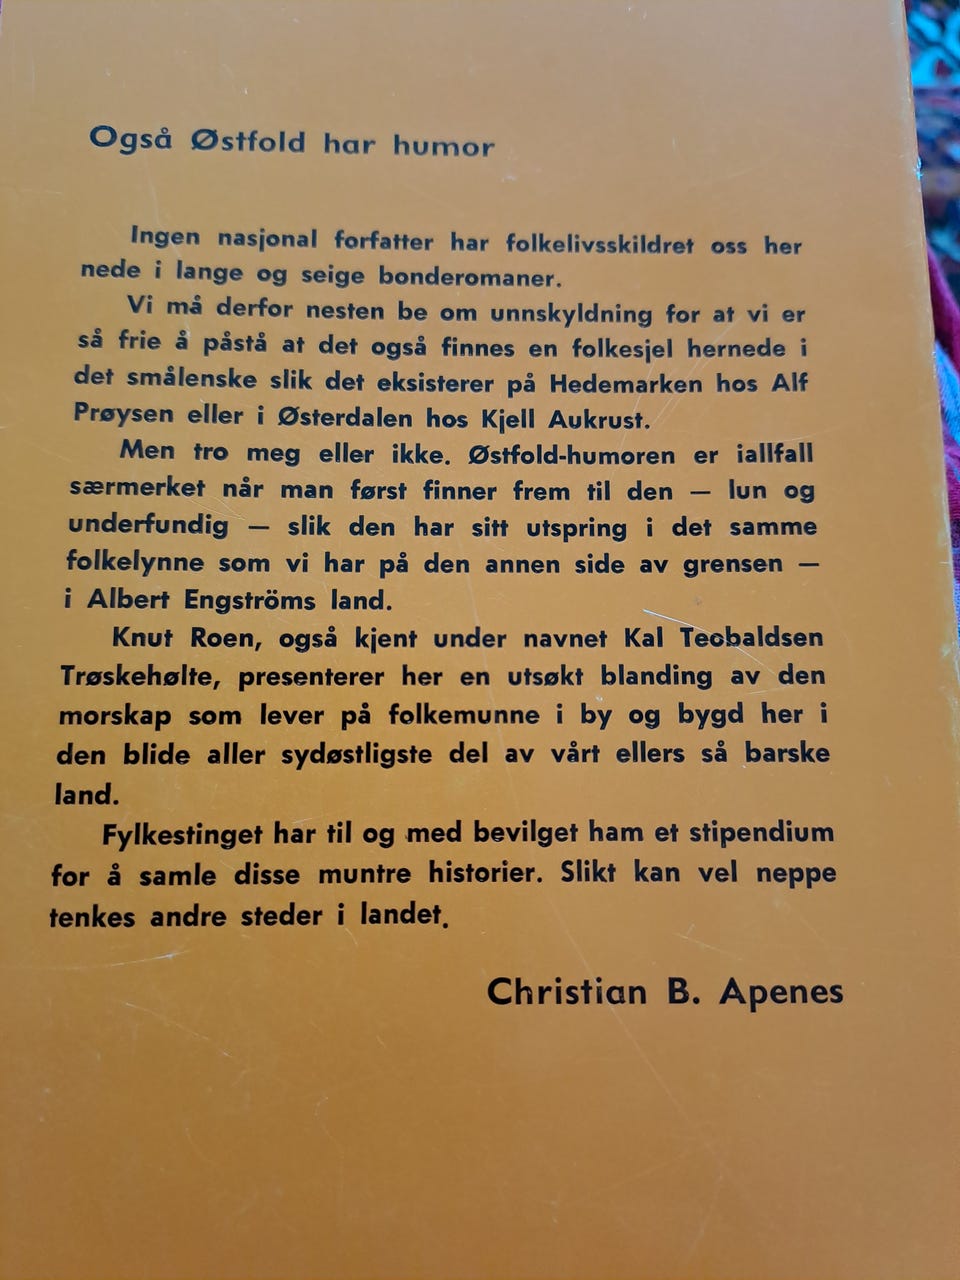 Også Østfold har humor
Ingen nasjonal forfatter har folkelivsskildret oss her
nede i lange og seige bonderomaner.
Vi må derfor nesten be om unnskyldning for at vi er
så frie å påstå at det også finnes en folkesjel hernede i
det smålenske slik det eksisterer på Hedemarken hos Alf
Prøysen eller i Østerdalen hos Kjell Aukrust.
Men tro meg eller ikke. Østfold-humoren er iallfall
særmerket når man først finner frem til den — lun og
underfundig — slik den har sitt utspring i det samme
folkelynne som vi har på den annen side av grensen —
i Albert Engströms land.
Knut Roen, også kjent under navnet Kal Teobaldsen
Trøskehølte, presenterer her en utsøkt blanding av den
morskap som lever på folkemunne i by og bygd her i
den blide aller sydøstligste del av vårt ellers så barske
land.
Fylkestinget har til og med bevilget ham et stipendium
for å samle disse muntre historier. Slikt kan vel neppe
tenkes andre steder i landet.
Christian B. Apenes